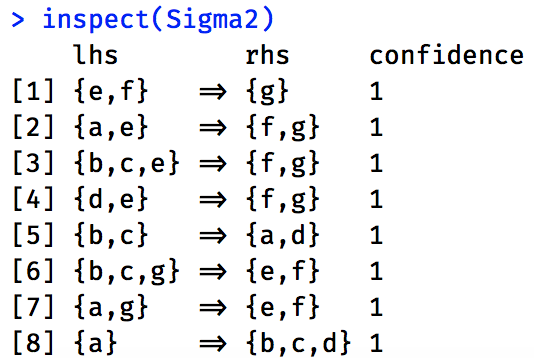 > inspect(Sigma2)
lhs rhs confidence
[1] {e,f} ⇒ {g} 1
[2] {a,e} ⇒ {f,g} 1
[3] {b,c,e} ⇒ {f,g} 1
[4] {d,e} ⇒ {f,g} 1
[5] {b,c} ⇒ {a,d} 1
[6] {b,c,g} ⇒ {e,f} 1
[7] {a,g} ⇒ {e,f} 1
[8] {a} ⇒ {b,c,d} 1